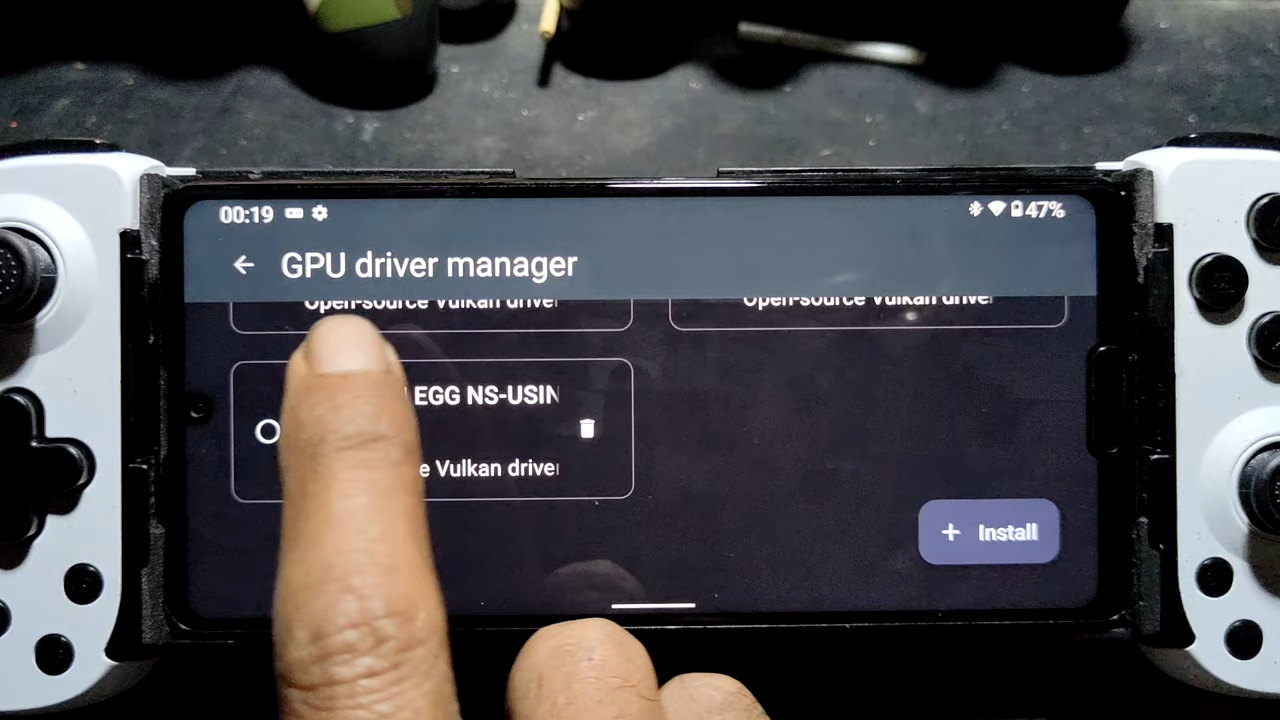 00:19 47%
GPU driver manager
Open-source Vulkan driver Open-source Vulkan driver
EGG NS-USIN
Vulkan driver
+ Install